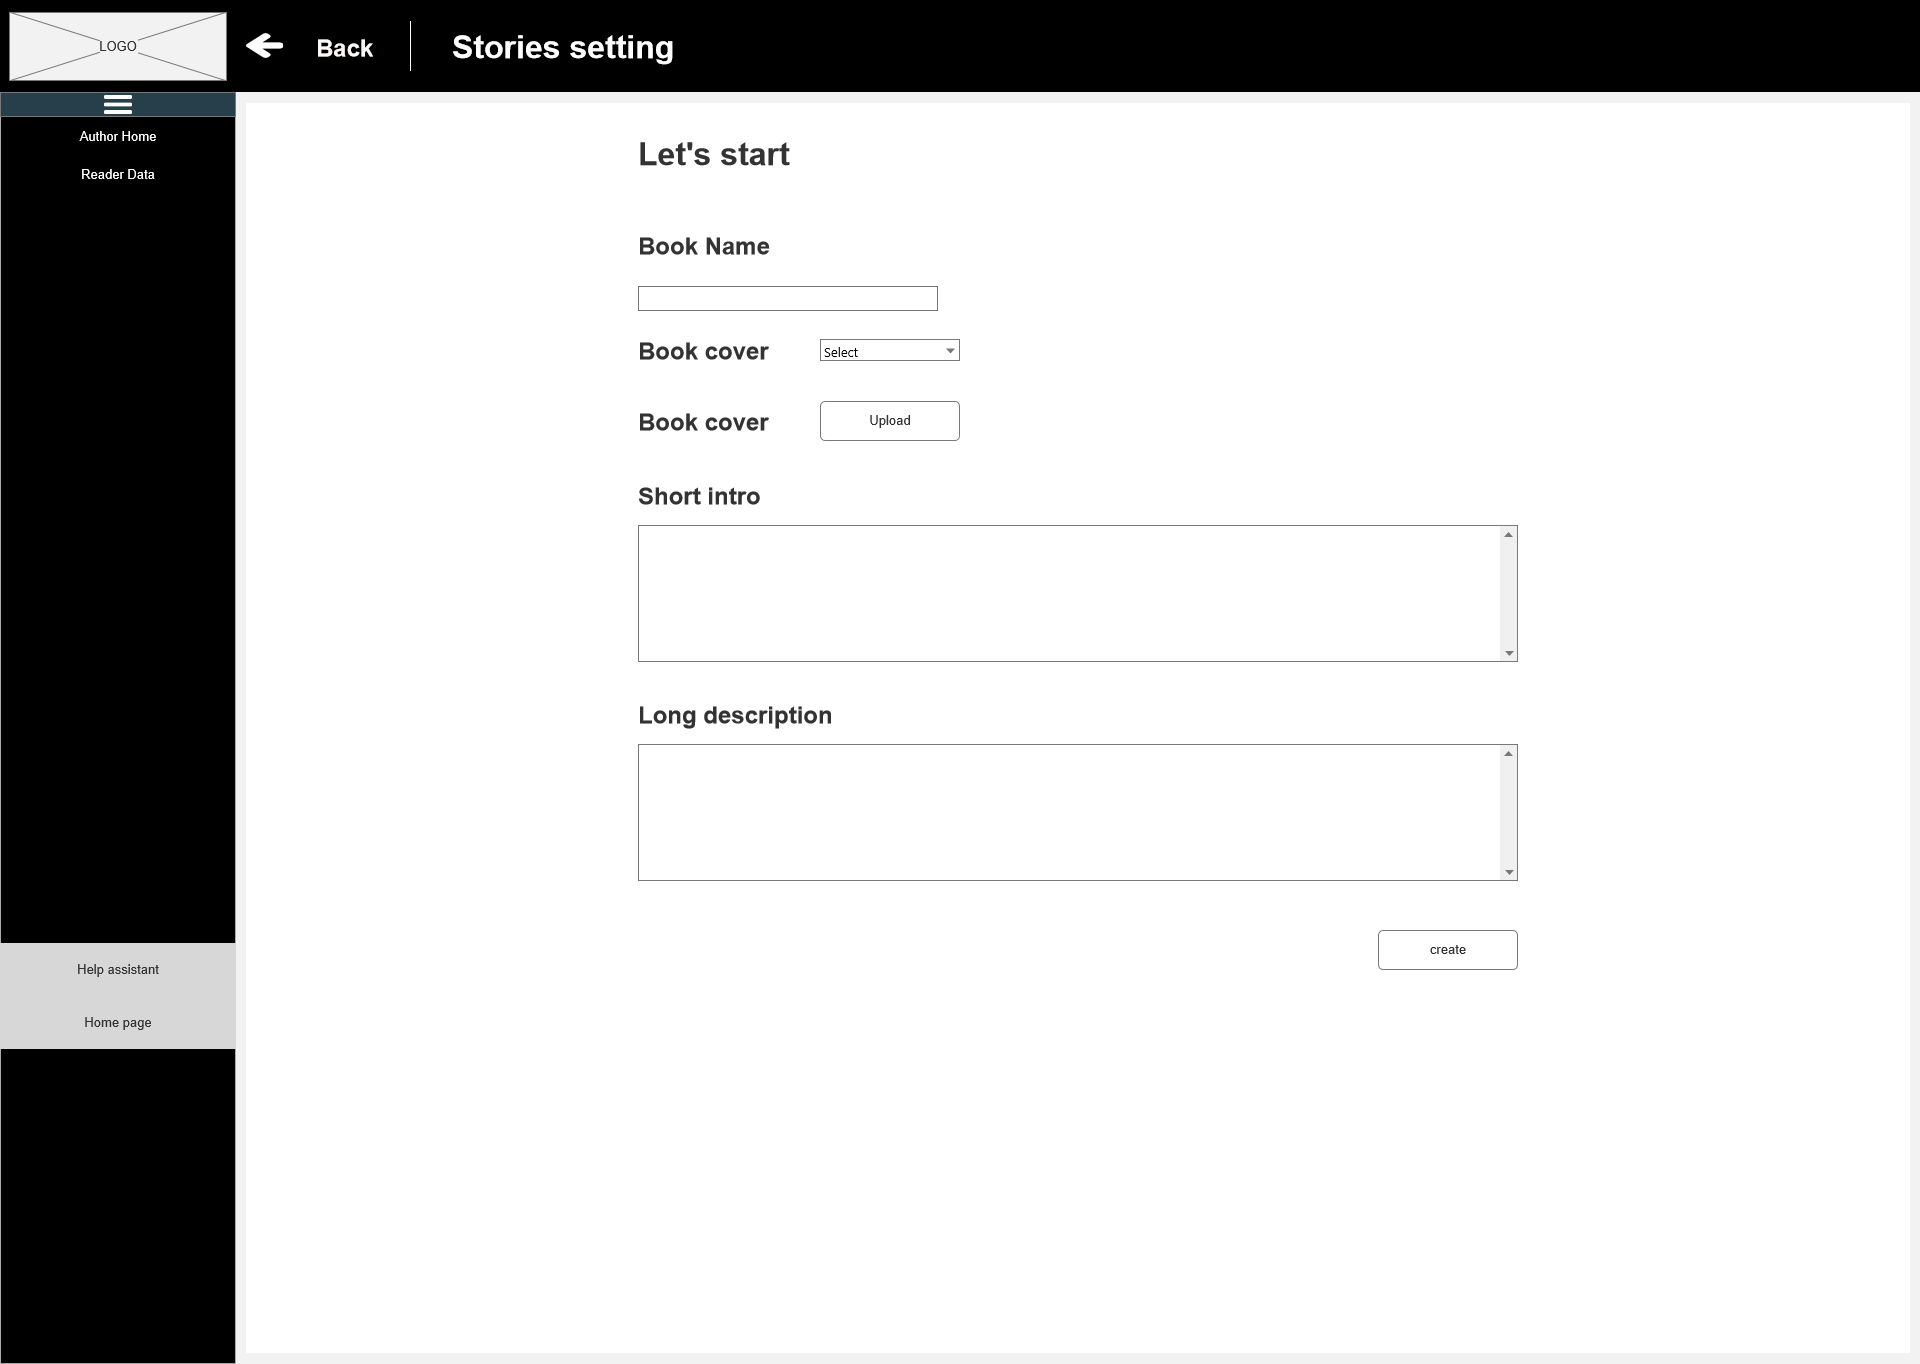 LOGO
Back
Stories setting
Author Home
Reader Data
Help assistant
Home page
Let's start
Book Name
Book cover
Select
Book cover
Upload
Short intro
Long description
create